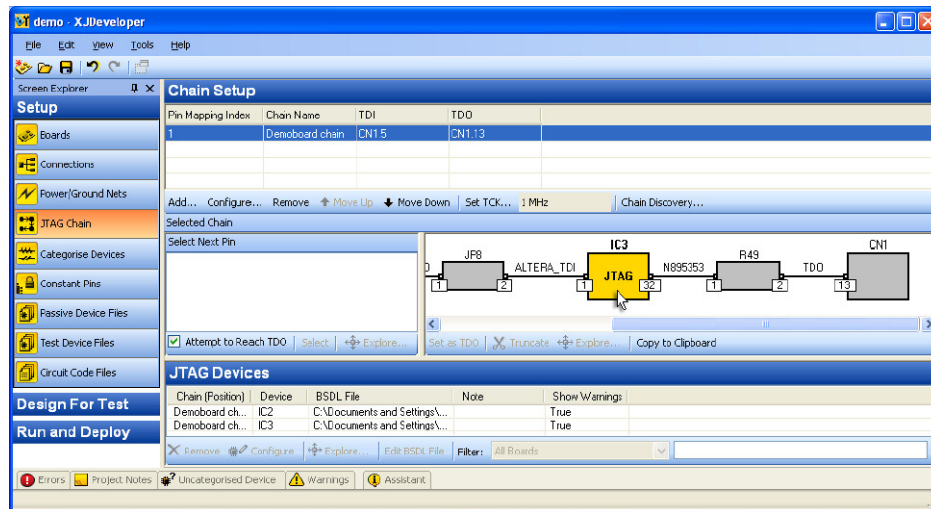 demo - XJDeveloper
File Edit View Tools Help
Screen Explorer
Setup
Boards
Connections
Power/Ground Nets
JTAG Chain
Categorise Devices
Constant Pins
Passive Device Files
Test Device Files
Circuit Code Files
Design For Test
Run and Deploy
Chain Setup
Pin Mapping Index Chain Name TDI TDO
1 Demoboard chain CN1.5 CN1.13
Add... Configure... Remove Move Up Move Down Set TCK... 1 MHz Chain Discovery...
Selected Chain
Select Next Pin
JF8 IC3 R49 CN1
ALTERA_TDI JTAG N895353 TDO
1 2 1 32 1 2 13
Attempt to Reach TDO Select Explore... Set as TDO Truncate Explore... Copy to Clipboard
JTAG Devices
Chain (Position) Device BSDL File Note Show Warnings
Demoboard ch... IC2 C:\Documents and Settings\... True
Demoboard ch... IC3 C:\Documents and Settings\... True
Remove Configure Explore... Edit BSDL File Filter: All Boards
Errors Project Notes Uncategorised Device Warnings Assistant